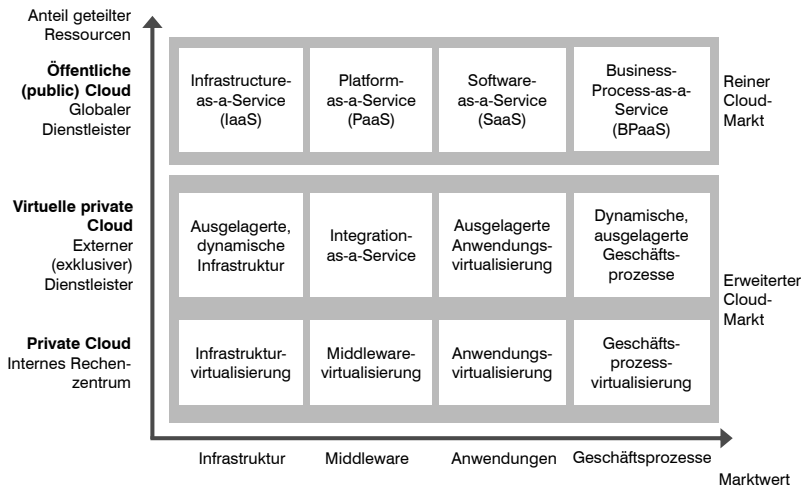 Anteil geteilter
Ressourcen
Öffentliche
(public) Cloud
Globaler
Dienstleister
Infrastructure-
as-a-Service
(IaaS)
Platform-
as-a-Service
(PaaS)
Software-
as-a-Service
(SaaS)
Business-
Process-as-a-
Service
(BPaaS)
Reiner
Cloud-
Markt
Virtuelle private
Cloud
Externer
(exklusiver)
Dienstleister
Ausgelagerte,
dynamische
Infrastruktur
Integration-
as-a-Service
Ausgelagerte
Anwendungs-
virtualisierung
Dynamische,
ausgelagerte
Geschäfts-
prozesse
Erweiterter
Cloud-
Markt
Private Cloud
Internes Rechen-
zentrum
Infrastruktur-
virtualisierung
Middleware-
virtualisierung
Anwendungs-
virtualisierung
Geschäfts-
prozess-
virtualisierung
Infrastruktur
Middleware
Anwendungen
Geschäftsprozesse
Marktwert